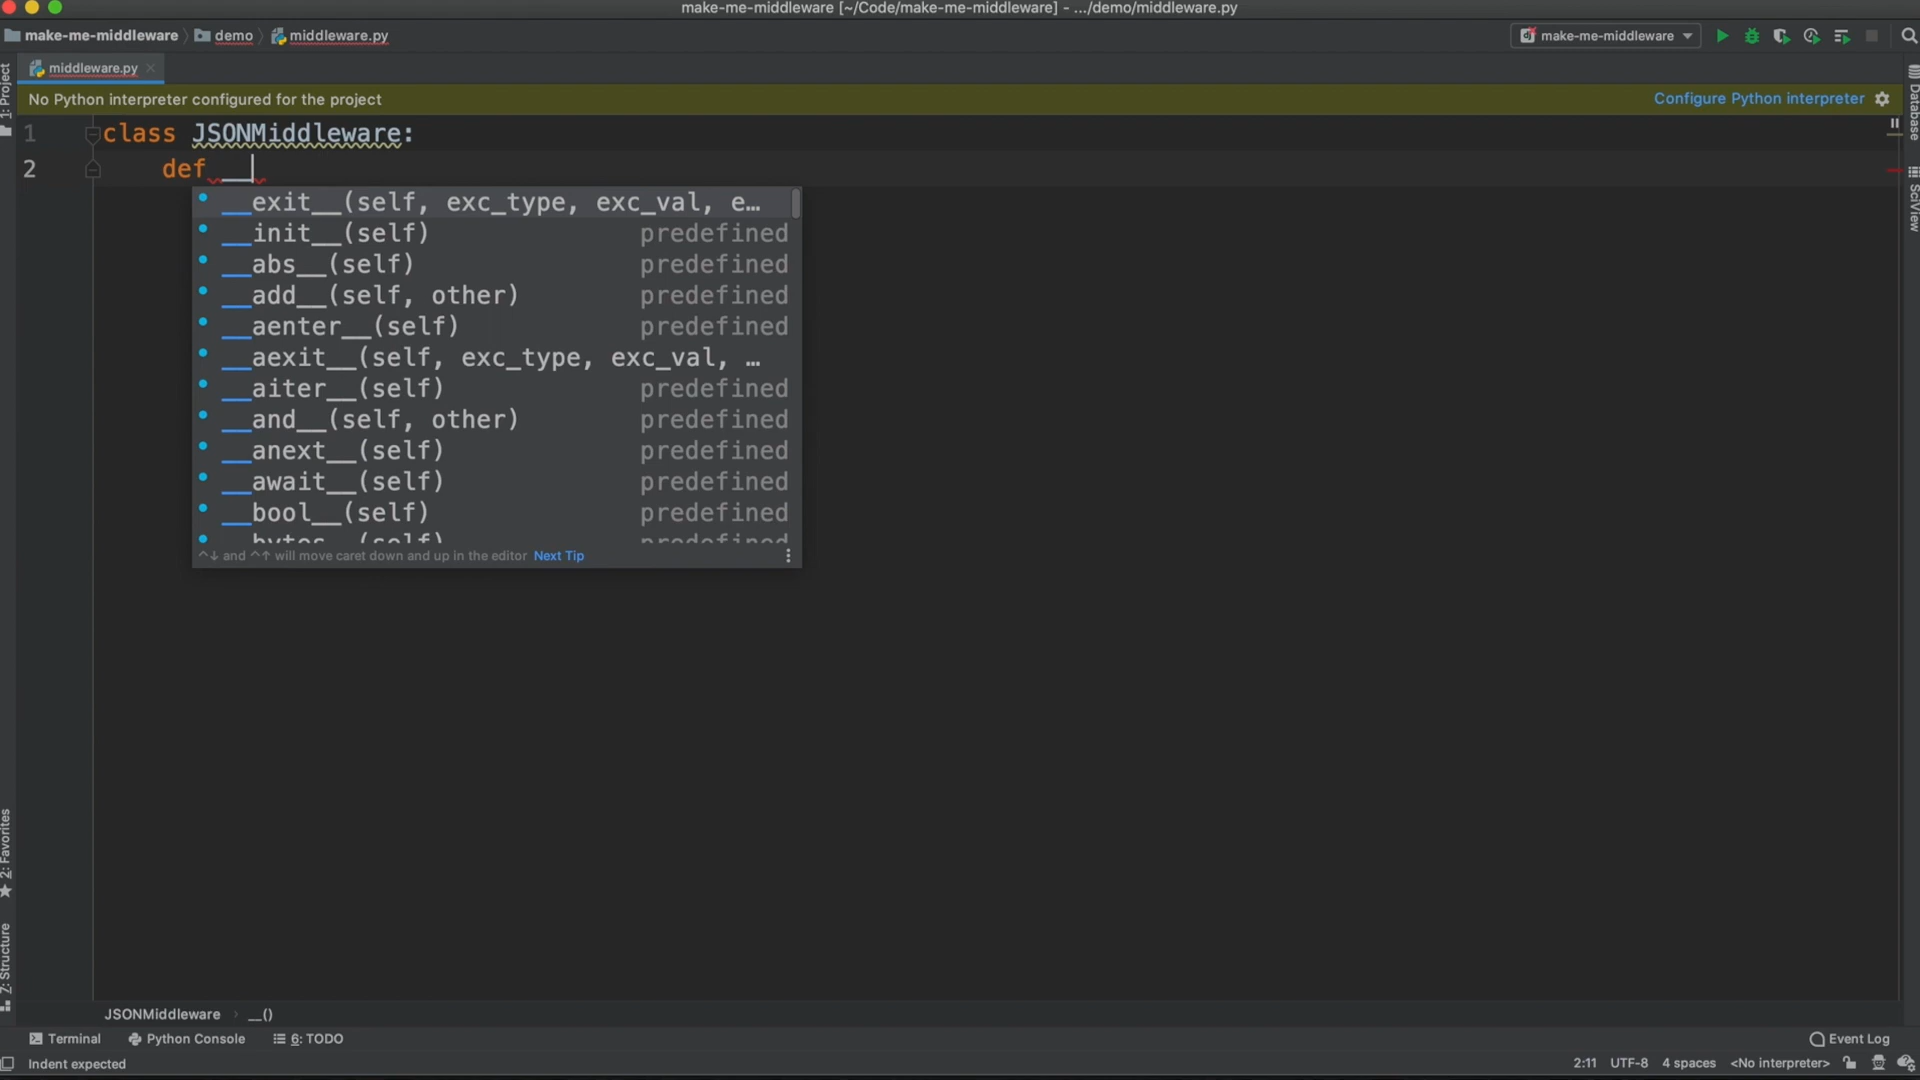 make-me-middleware [~/Code/make-me-middleware] - .../demo/middleware.py
make-me-middleware demo middleware.py
make-me-middleware
1: Project
middleware.py
No Python interpreter configured for the project
Configure Python interpreter
Database
SciView
1 class JSONMiddleware:
2 def __
__exit__(self, exc_type, exc_val, e…
__init__(self) predefined
__abs__(self) predefined
__add__(self, other) predefined
__aenter__(self) predefined
__aexit__(self, exc_type, exc_val, …
__aiter__(self) predefined
__and__(self, other) predefined
__anext__(self) predefined
__await__(self) predefined
__bool__(self) predefined
__bytes__(self) predefined
^↓ and ^↑ will move caret down and up in the editor Next Tip
2: Favorites
Z: Structure
JSONMiddleware › __()
Terminal Python Console 6: TODO
Event Log
Indent expected
2:11 UTF-8 4 spaces <No interpreter>